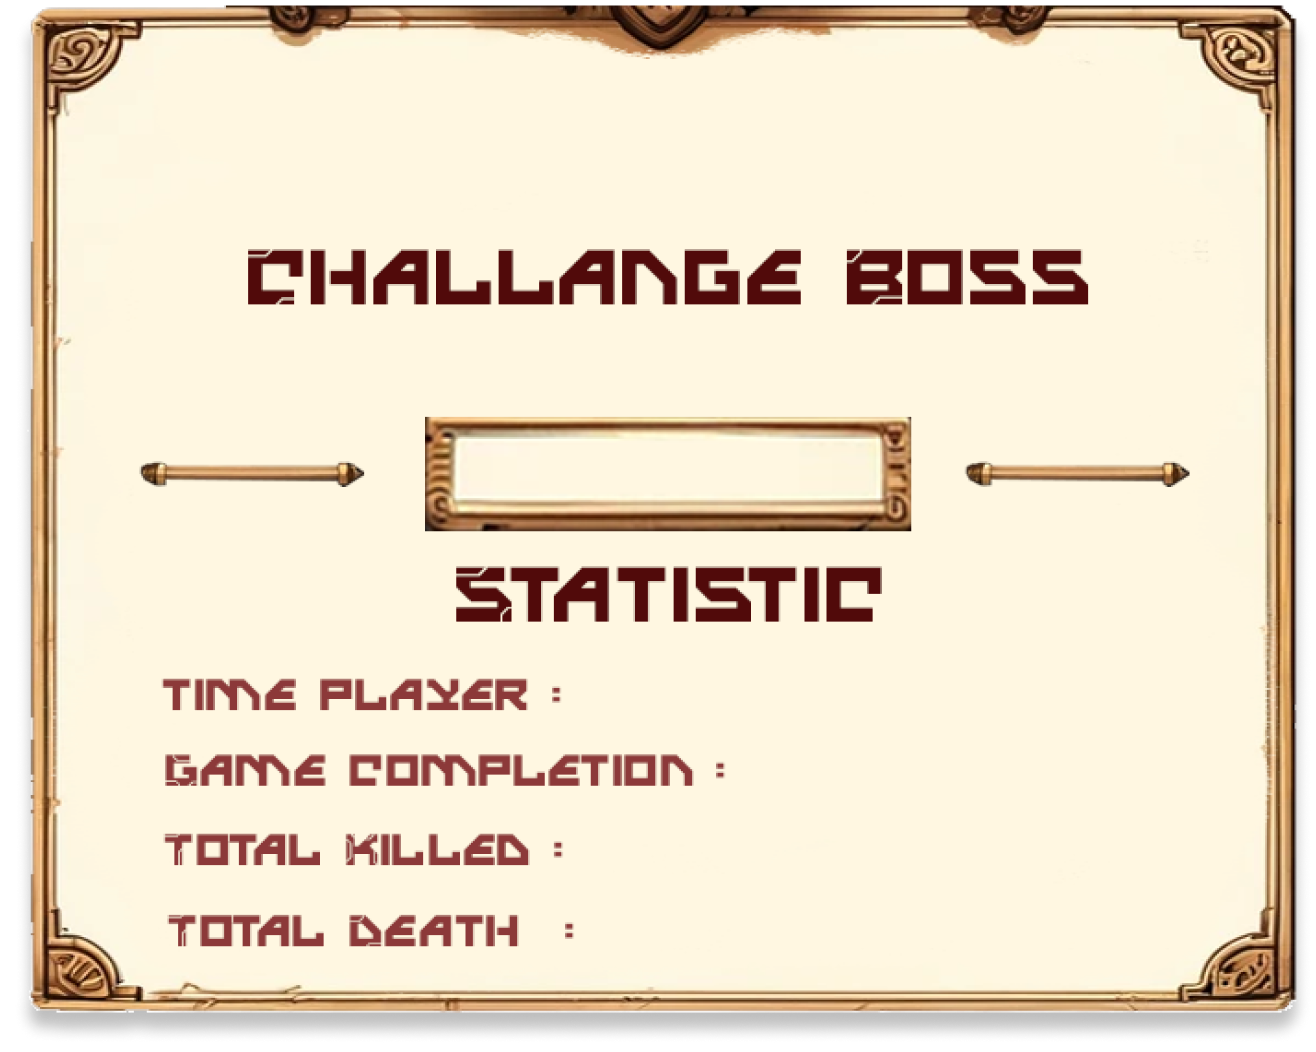 CHALLANGE BOSS
STATISTIC
TIME PLAYER :
GAME COMPLETION :
TOTAL KILLED :
TOTAL DEATH :